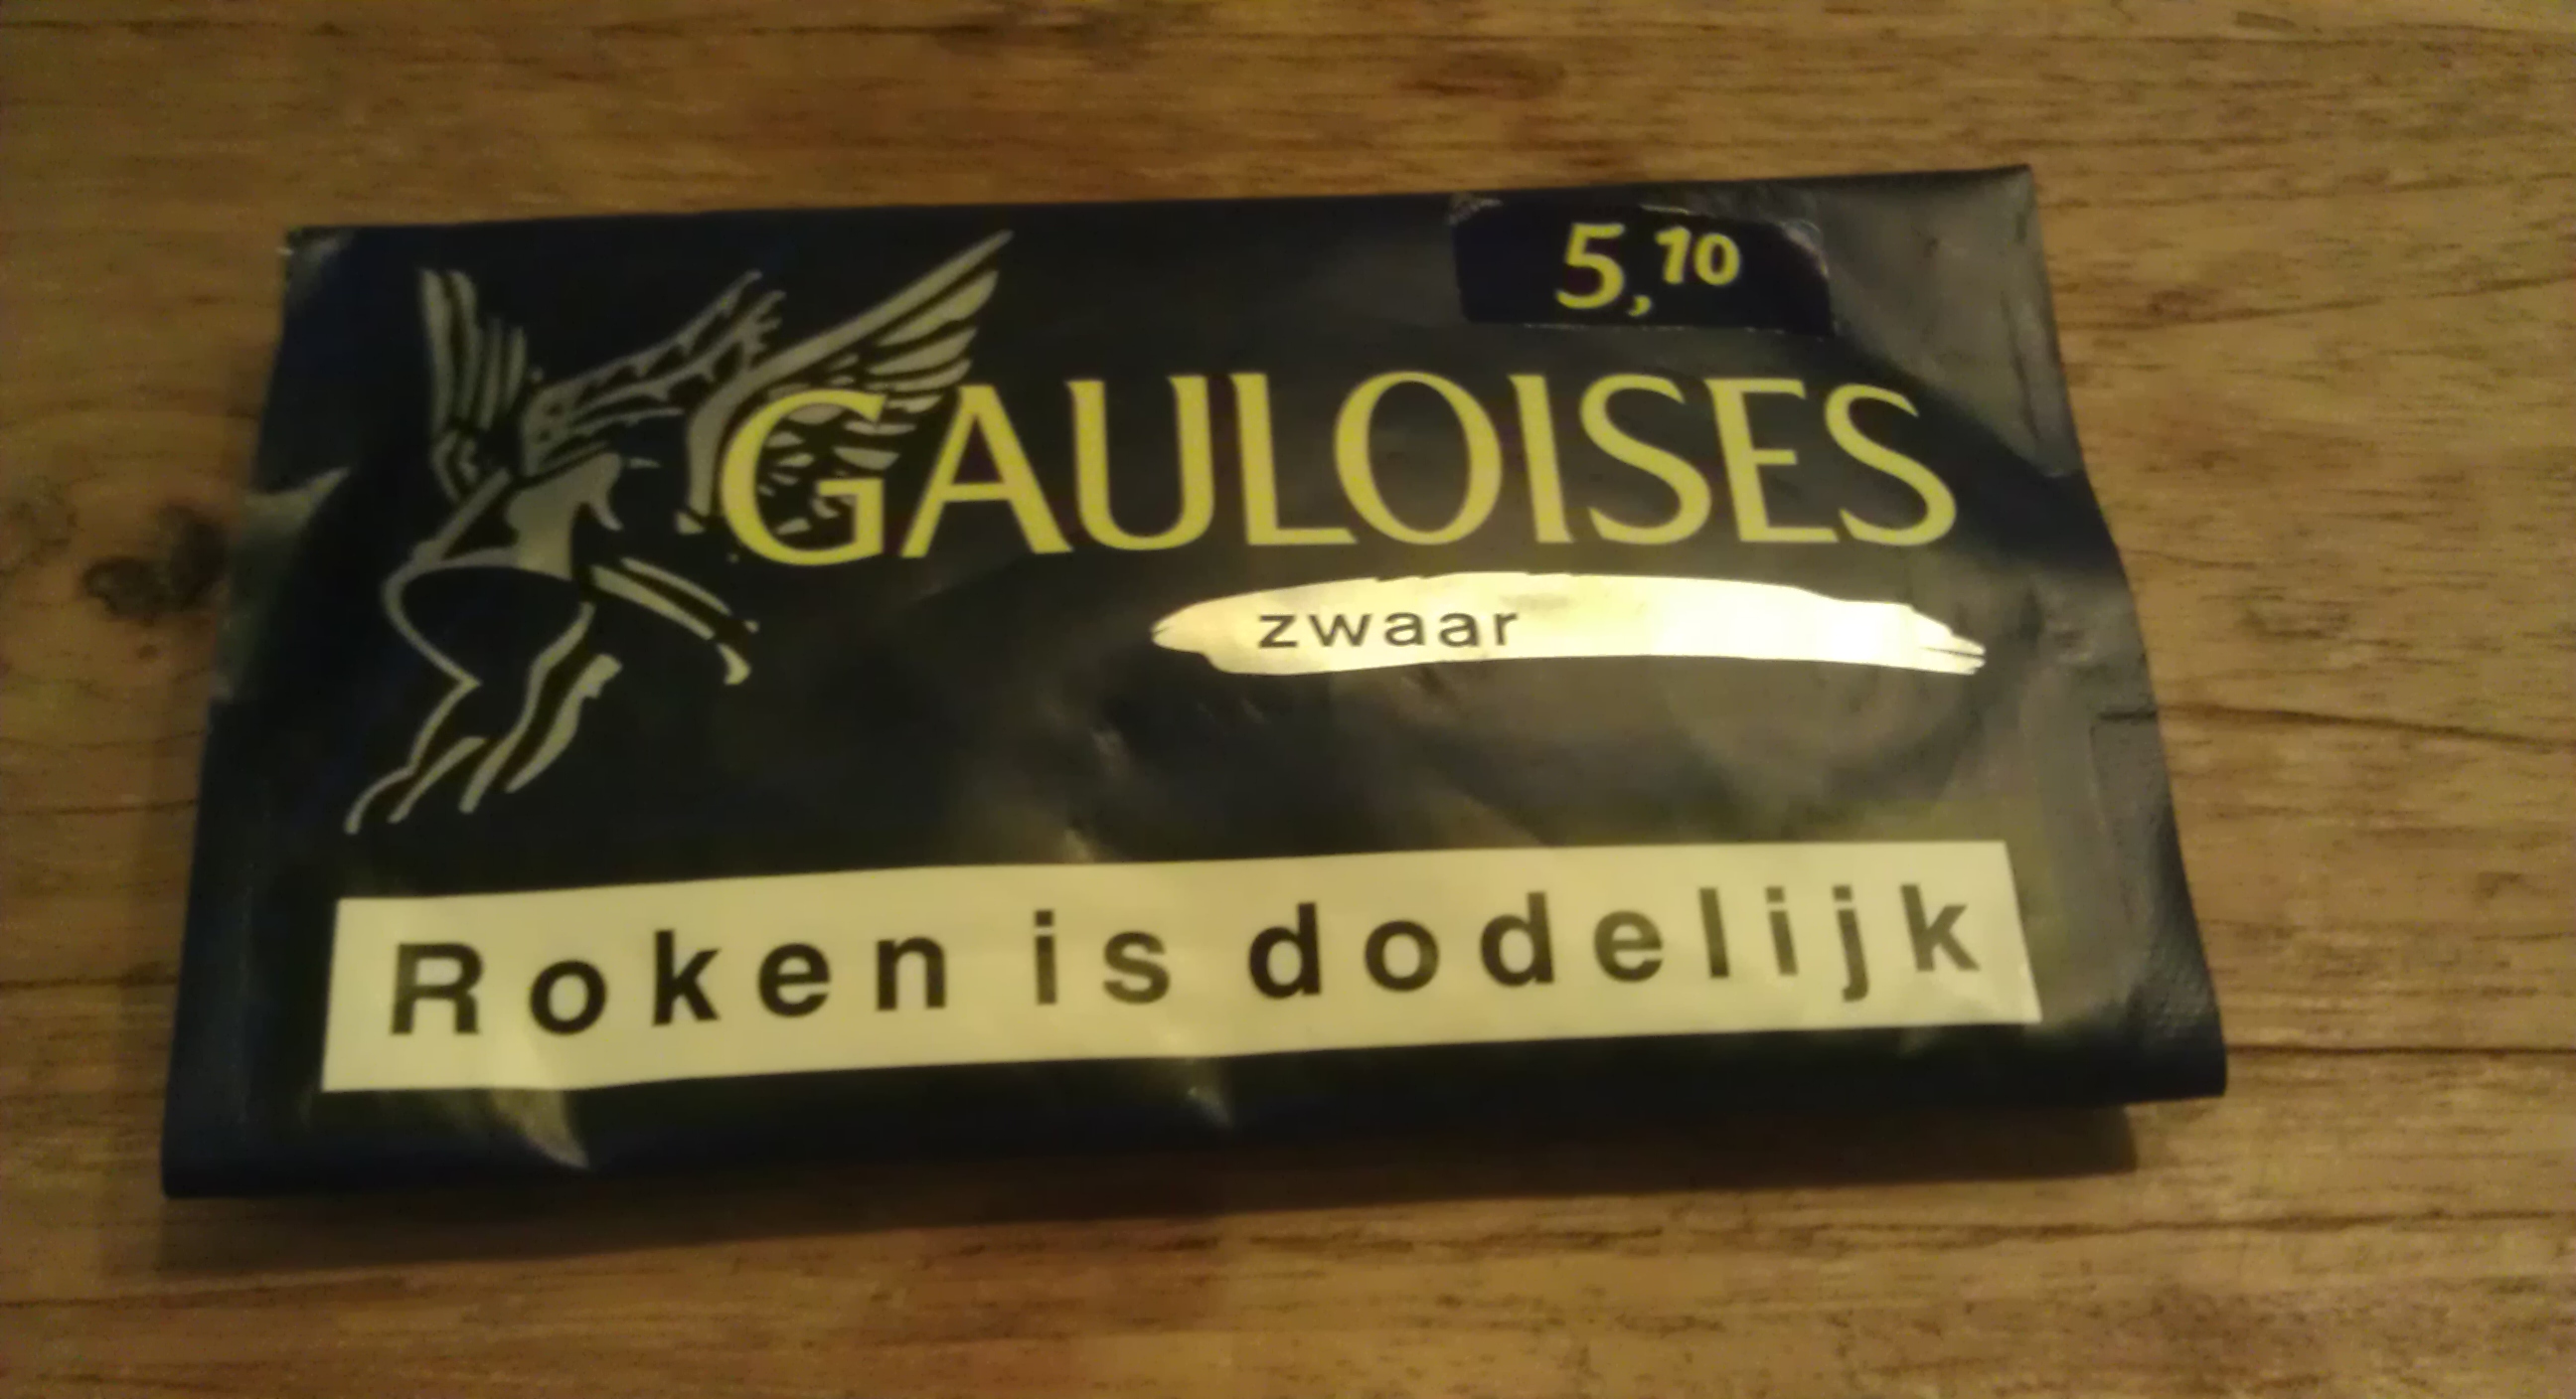 5,10
GAULOISES
zwaar
Roken is dodelijk